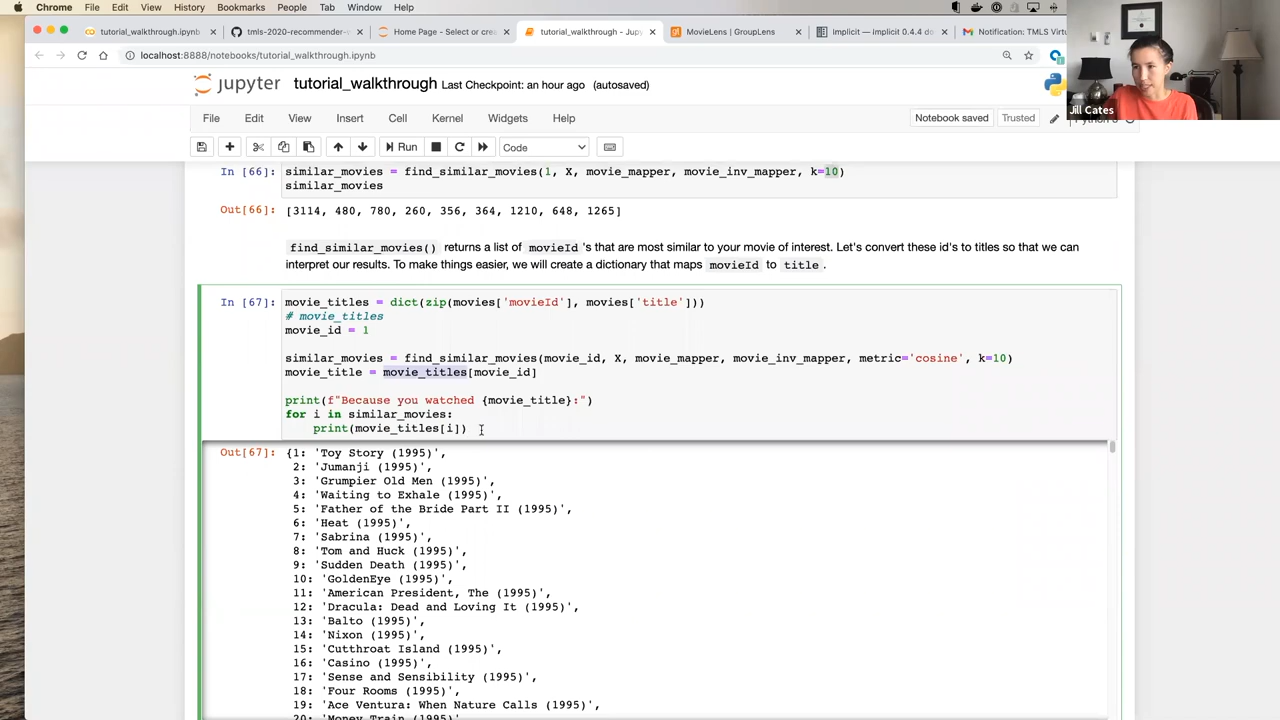 Chrome File Edit View History Bookmarks People Tab Window Help
tutorial_walkthrough.ipynb
tmls-2020-recommender-
Home Page - Select or cre
tutorial_walkthrough - Jupy
MovieLens | GroupLens
Implicit — Implicit 0.4.4 do
Notification: TMLS Virtu
localhost:8888/notebooks/tutorial_walkthrough.ipynb
jupyter tutorial_walkthrough Last Checkpoint: an hour ago (autosaved)
Jill Cates
File Edit View Insert Cell Kernel Widgets Help
Notebook saved Trusted
Run Code
In [66]: similar_movies = find_similar_movies(1, X, movie_mapper, movie_inv_mapper, k=10)
similar_movies
Out[66]: [3114, 480, 780, 260, 356, 364, 1210, 648, 1265]
find_similar_movies() returns a list of movieId 's that are most similar to your movie of interest. Let's convert these id's to titles so that we can
interpret our results. To make things easier, we will create a dictionary that maps movieId to title .
In [67]: movie_titles = dict(zip(movies['movieId'], movies['title']))
# movie_titles
movie_id = 1
similar_movies = find_similar_movies(movie_id, X, movie_mapper, movie_inv_mapper, metric='cosine', k=10)
movie_title = movie_titles[movie_id]
print(f"Because you watched {movie_title}:")
for i in similar_movies:
print(movie_titles[i])
Out[67]: {1: 'Toy Story (1995)',
2: 'Jumanji (1995)',
3: 'Grumpier Old Men (1995)',
4: 'Waiting to Exhale (1995)',
5: 'Father of the Bride Part II (1995)',
6: 'Heat (1995)',
7: 'Sabrina (1995)',
8: 'Tom and Huck (1995)',
9: 'Sudden Death (1995)',
10: 'GoldenEye (1995)',
11: 'American President, The (1995)',
12: 'Dracula: Dead and Loving It (1995)',
13: 'Balto (1995)',
14: 'Nixon (1995)',
15: 'Cutthroat Island (1995)',
16: 'Casino (1995)',
17: 'Sense and Sensibility (1995)',
18: 'Four Rooms (1995)',
19: 'Ace Ventura: When Nature Calls (1995)',
20: 'Money Train (1995)',